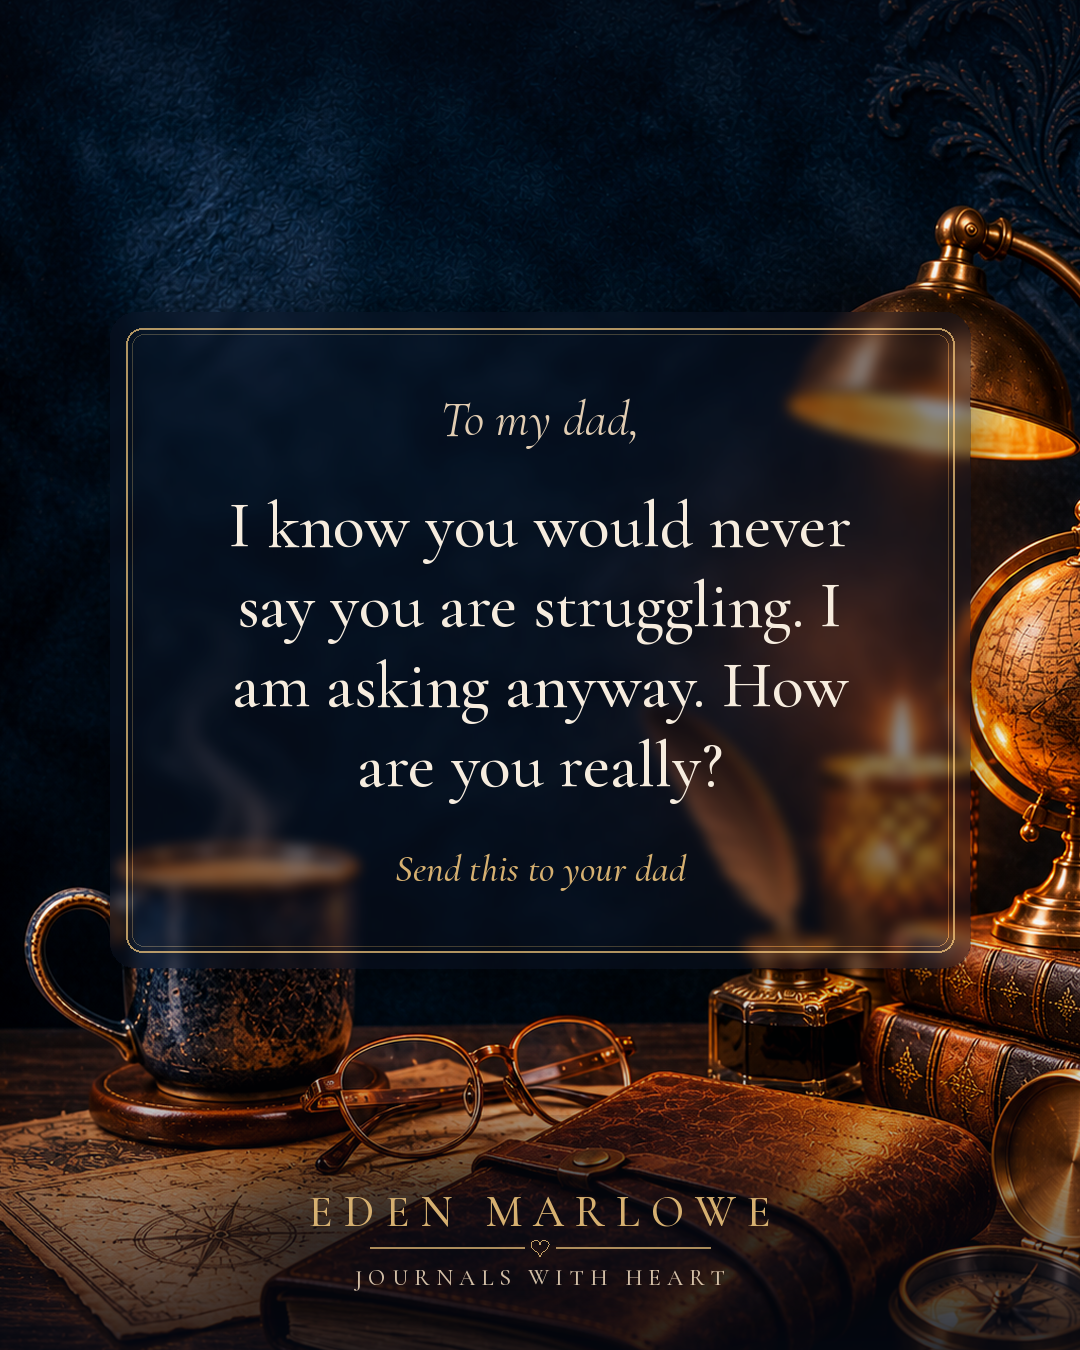 To my dad,
I know you would never
say you are struggling. I
am asking anyway. How
are you really?
Send this to your dad
EDEN MARLOWE
JOURNALS WITH HEART